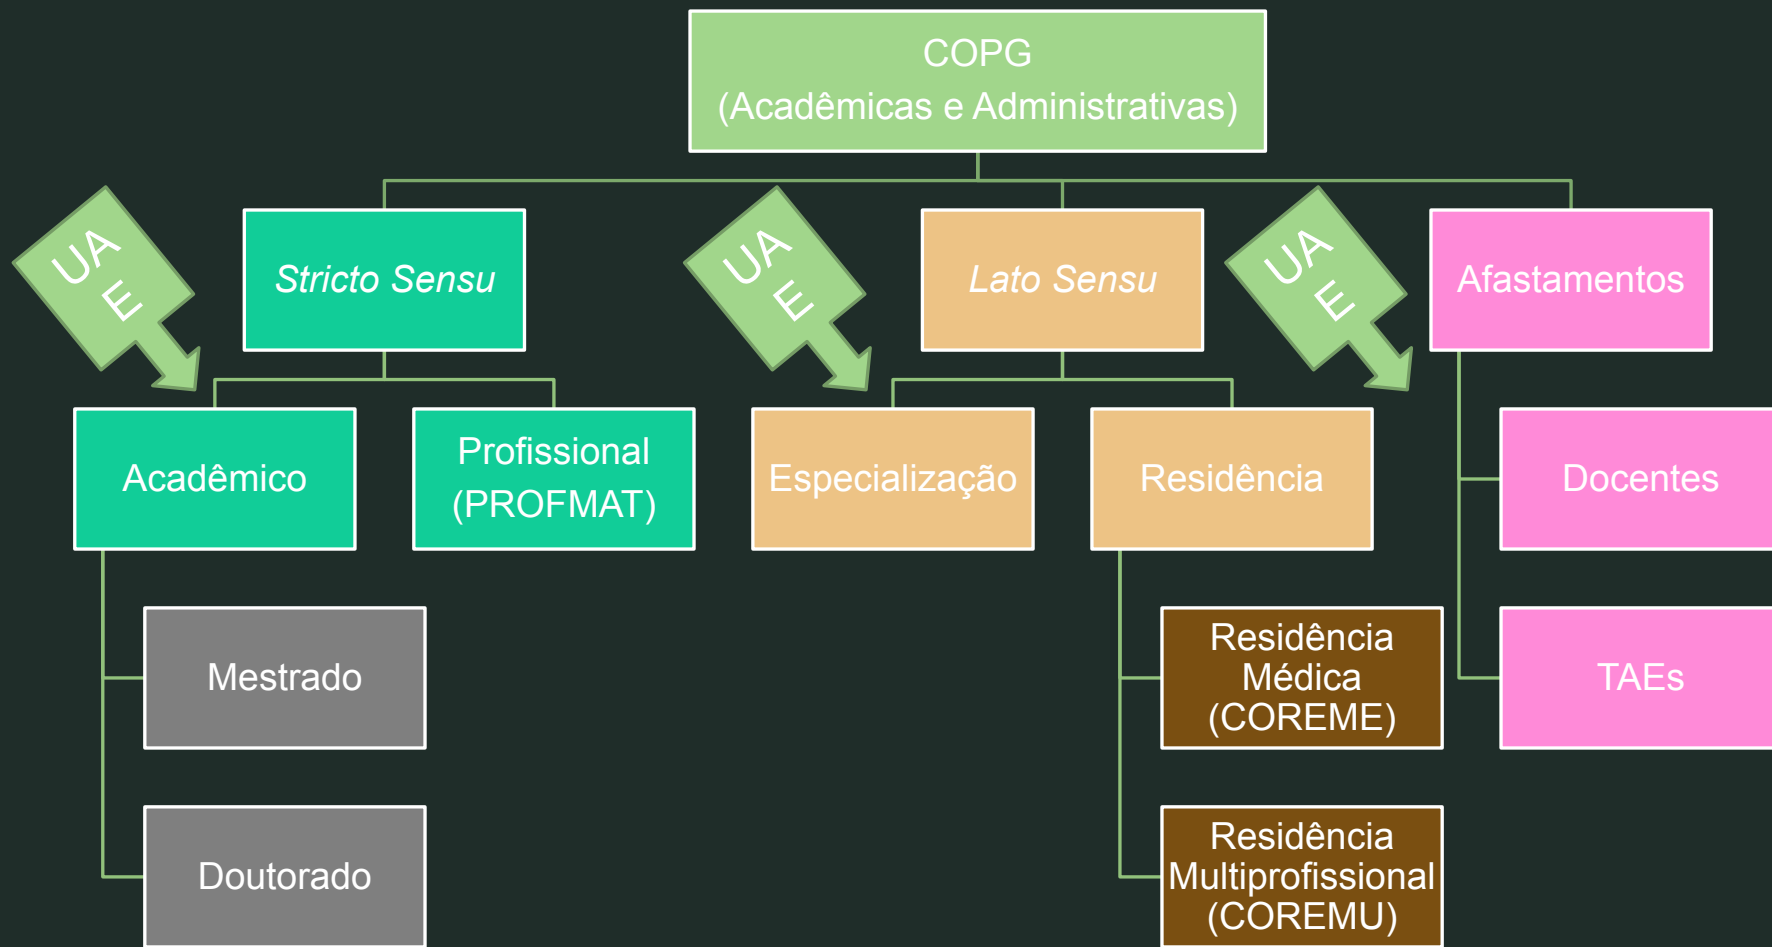 COPG
(Acadêmicas e Administrativas)
UA
E
Stricto Sensu
UA
E
Lato Sensu
UA
E
Afastamentos
Acadêmico
Profissional
(PROFMAT)
Especialização
Residência
Docentes
Mestrado
Residência
Médica
(COREME)
TAEs
Doutorado
Residência
Multiprofissional
(COREMU)